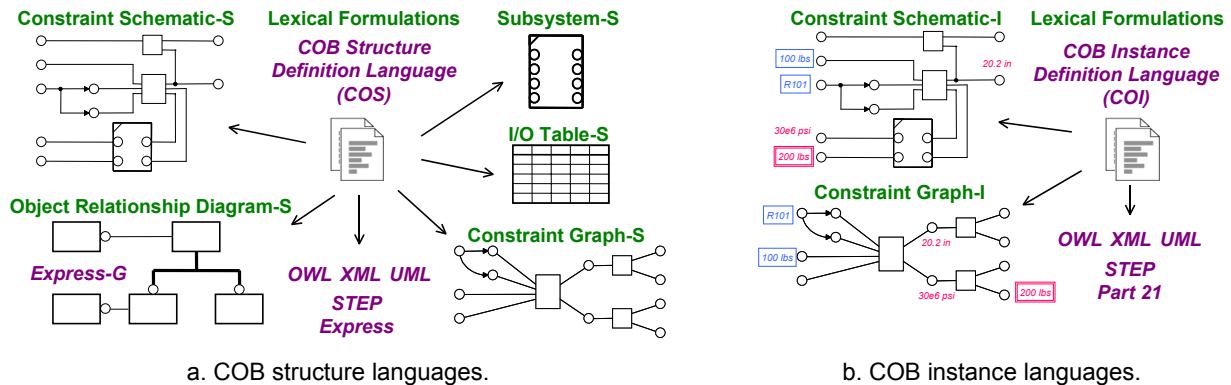 Constraint Schematic-S
Lexical Formulations
COB Structure
Definition Language
(COS)
Subsystem-S
I/O Table-S
Object Relationship Diagram-S
Express-G
OWL XML UML
STEP
Express
Constraint Graph-S
a. COB structure languages.
Constraint Schematic-I
Lexical Formulations
COB Instance
Definition Language
(COI)
100 lbs
R101
20.2 in
30e6 psi
200 lbs
Constraint Graph-I
R101
100 lbs
20.2 in
30e6 psi
200 lbs
OWL XML UML
STEP
Part 21
b. COB instance languages.